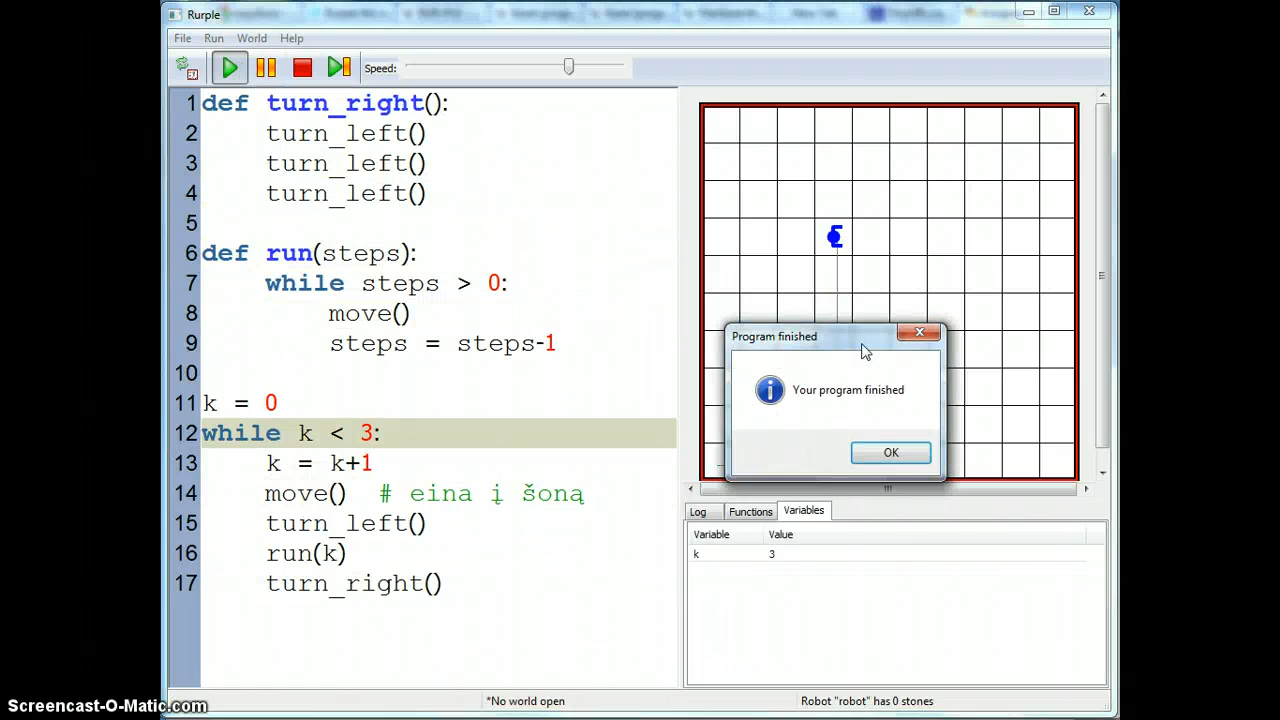 Rurple
File Run World Help
Speed:
1 def turn_right():
2 turn_left()
3 turn_left()
4 turn_left()
5
6 def run(steps):
7 while steps > 0:
8 move()
9 steps = steps-1
10
11 k = 0
12 while k < 3:
13 k = k+1
14 move() # eina į šoną
15 turn_left()
16 run(k)
17 turn_right()
Program finished
Your program finished
OK
Log Functions Variables
Variable Value
k 3
*No world open
Robot "robot" has 0 stones
Screencast-O-Matic.com